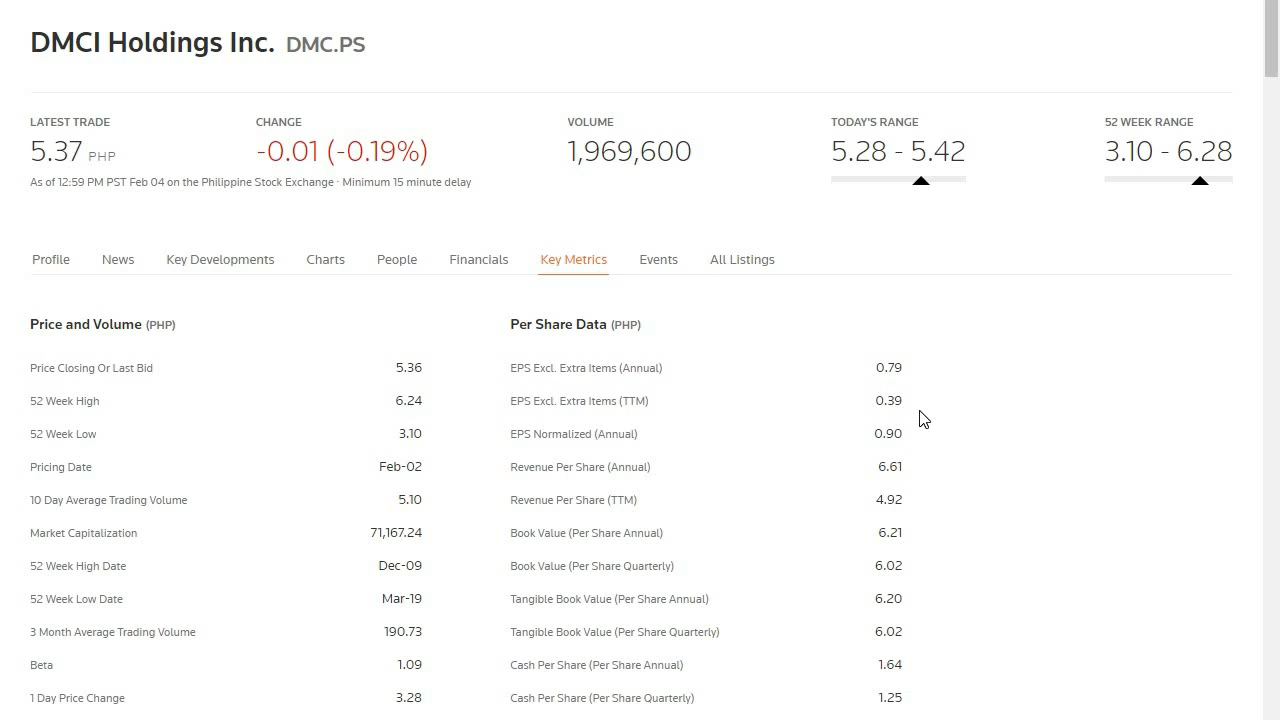 DMCI Holdings Inc. DMC.PS
LATEST TRADE CHANGE VOLUME TODAY'S RANGE 52 WEEK RANGE
5.37 PHP -0.01 (-0.19%) 1,969,600 5.28 - 5.42 3.10 - 6.28
As of 12:59 PM PST Feb 04 on the Philippine Stock Exchange · Minimum 15 minute delay
Profile News Key Developments Charts People Financials Key Metrics Events All Listings
Price and Volume (PHP)
Price Closing Or Last Bid 5.36
52 Week High 6.24
52 Week Low 3.10
Pricing Date Feb-02
10 Day Average Trading Volume 5.10
Market Capitalization 71,167.24
52 Week High Date Dec-09
52 Week Low Date Mar-19
3 Month Average Trading Volume 190.73
Beta 1.09
1 Day Price Change 3.28
Per Share Data (PHP)
EPS Excl. Extra Items (Annual) 0.79
EPS Excl. Extra Items (TTM) 0.39
EPS Normalized (Annual) 0.90
Revenue Per Share (Annual) 6.61
Revenue Per Share (TTM) 4.92
Book Value (Per Share Annual) 6.21
Book Value (Per Share Quarterly) 6.02
Tangible Book Value (Per Share Annual) 6.20
Tangible Book Value (Per Share Quarterly) 6.02
Cash Per Share (Per Share Annual) 1.64
Cash Per Share (Per Share Quarterly) 1.25